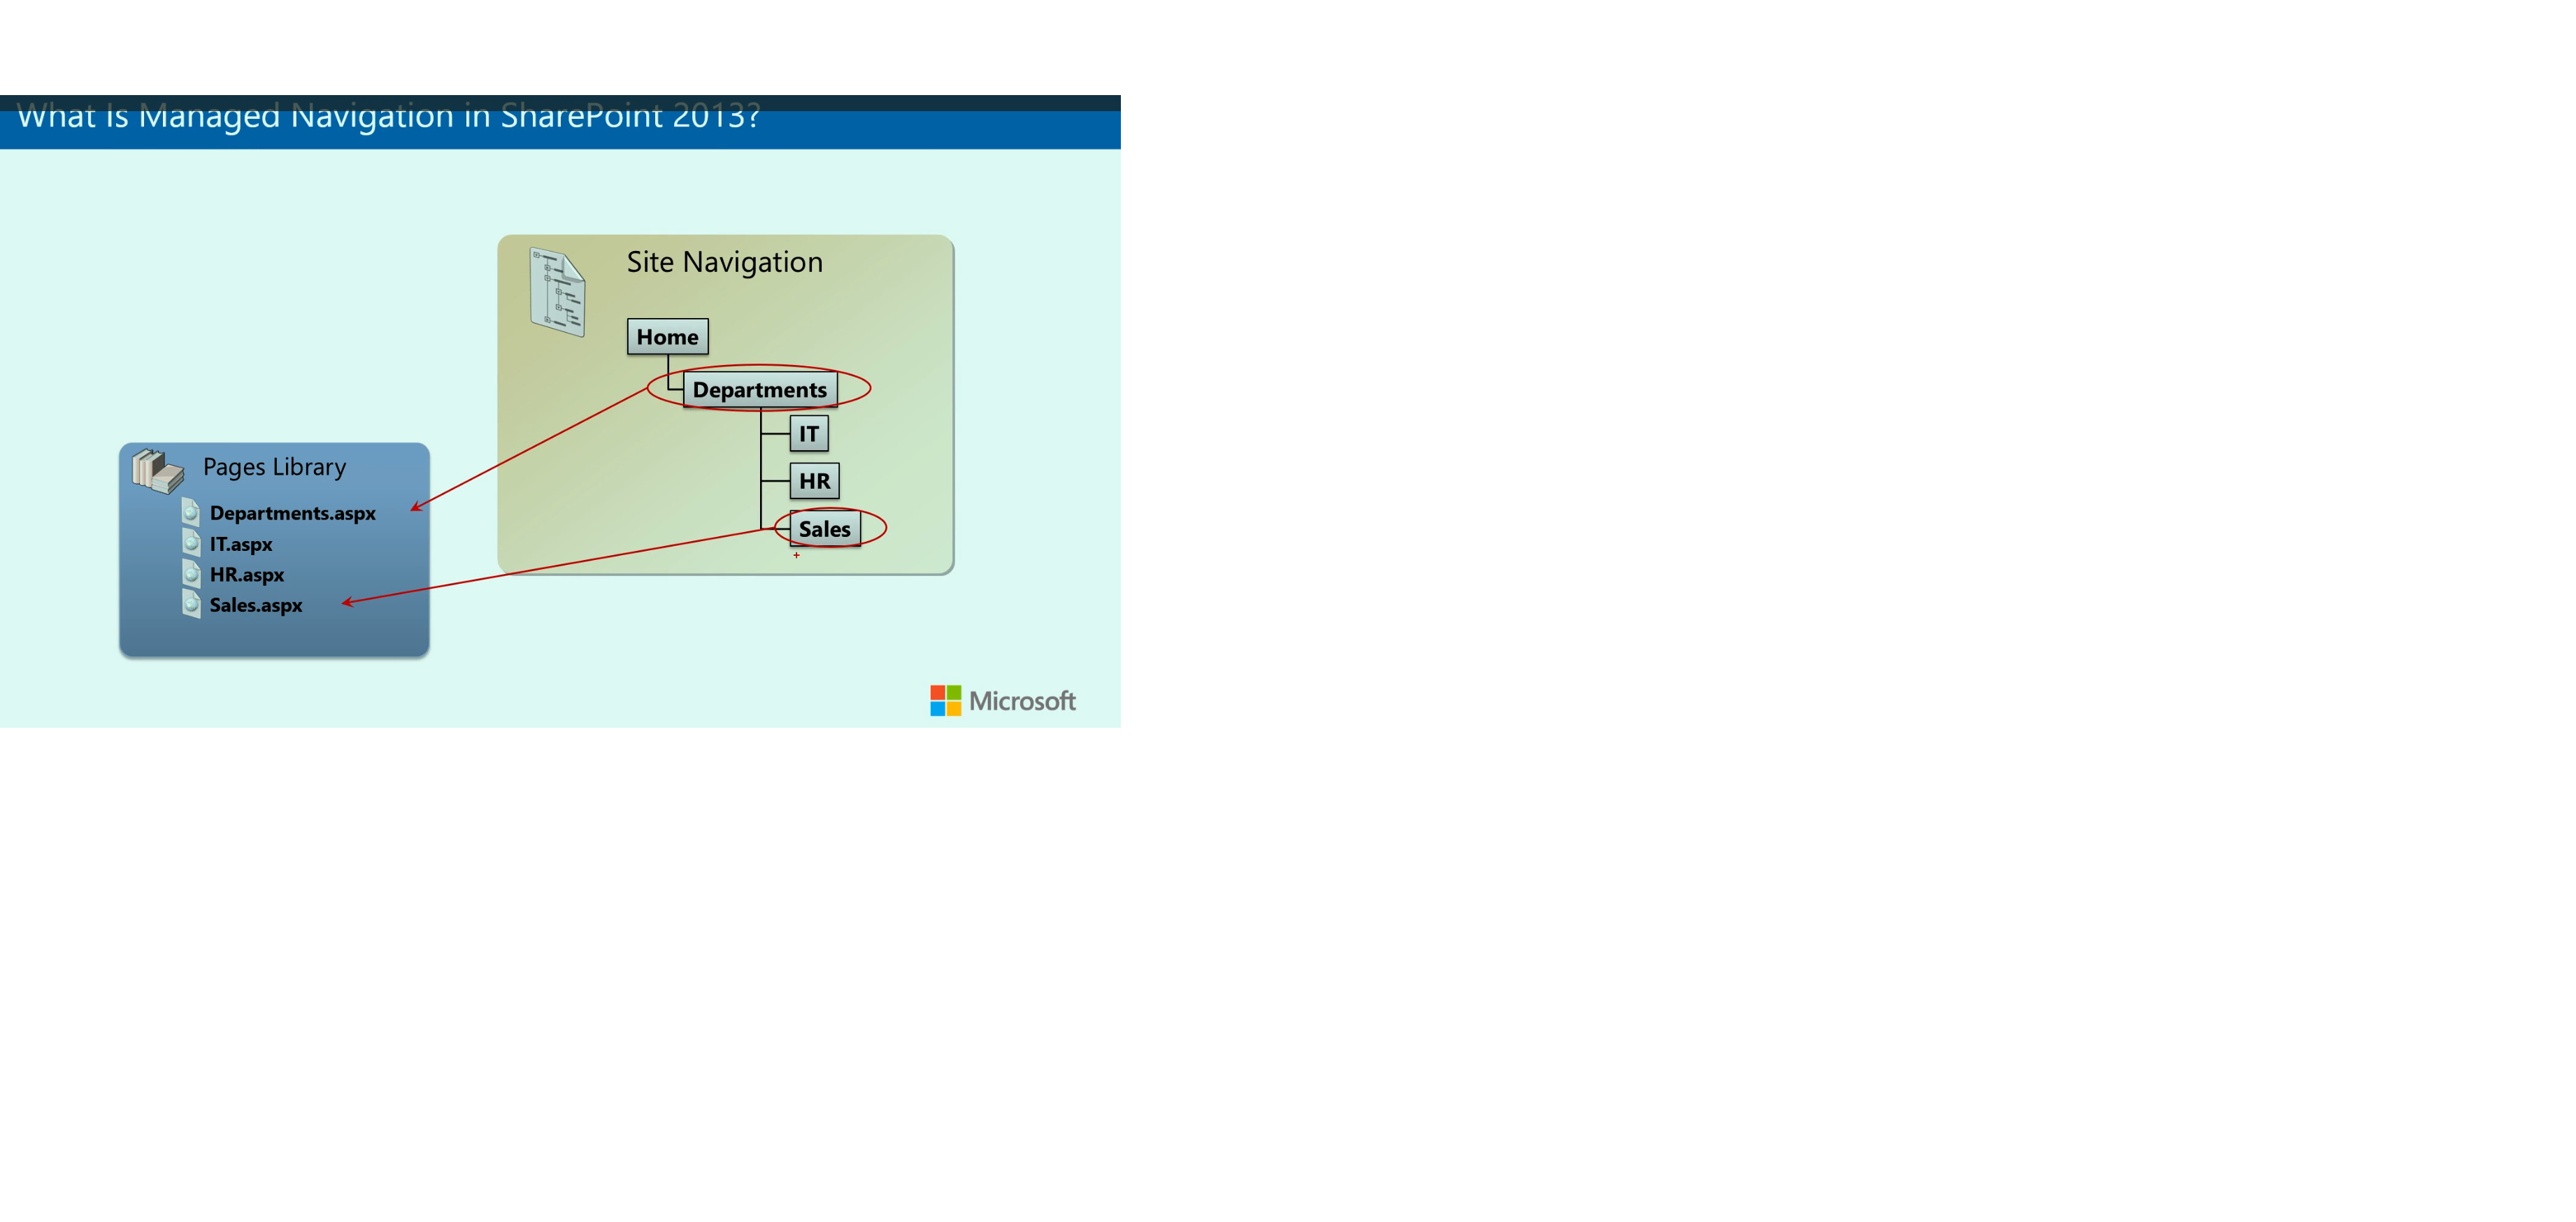 What Is Managed Navigation in SharePoint 2013?
Site Navigation
Home
Departments
IT
HR
Sales
Pages Library
Departments.aspx
IT.aspx
HR.aspx
Sales.aspx
Microsoft